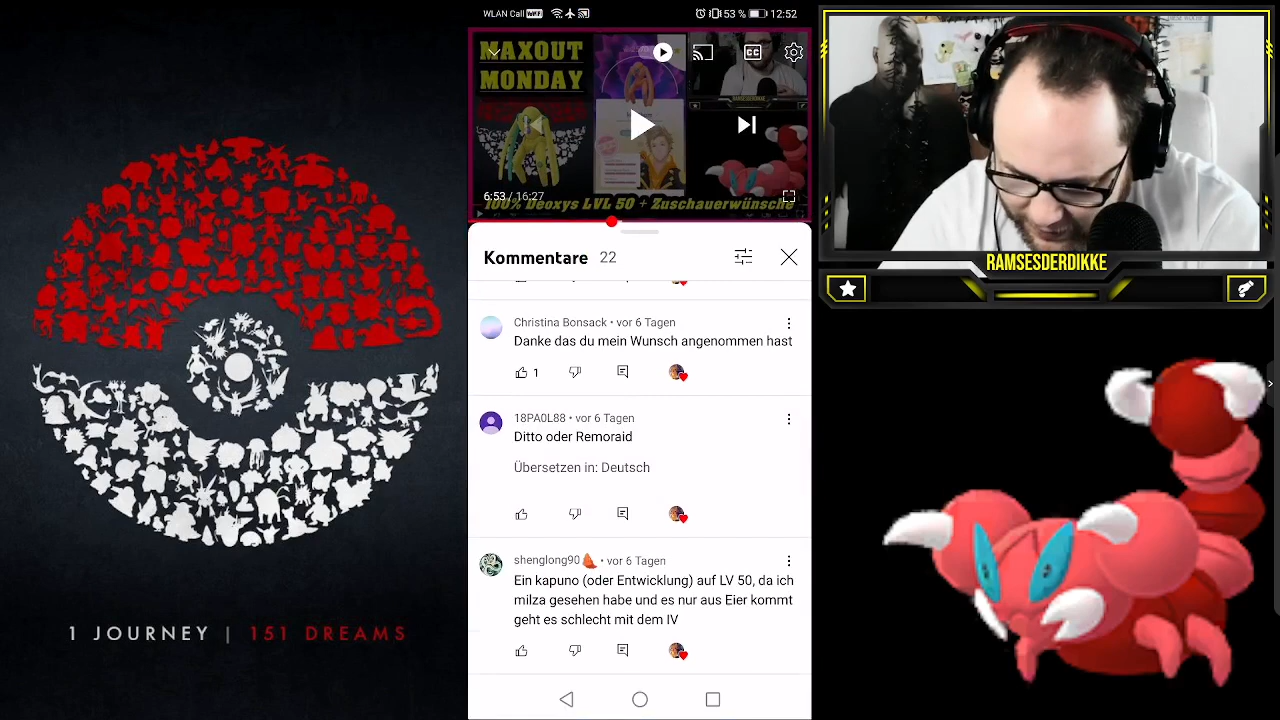 WLAN Call
53 %
12:52
MAXOUT
MONDAY
CC
6:53 / 16:27
100% Deoxys LVL 50 + Zuschauerwünsche
Kommentare 22
Christina Bonsack • vor 6 Tagen
Danke das du mein Wunsch angenommen hast
1
18PA0L88 • vor 6 Tagen
Ditto oder Remoraid
Übersetzen in: Deutsch
shenglong90 • vor 6 Tagen
Ein kapuno (oder Entwicklung) auf LV 50, da ich
milza gesehen habe und es nur aus Eier kommt
geht es schlecht mit dem IV
RAMSESDERDIKKE
1 JOURNEY | 151 DREAMS